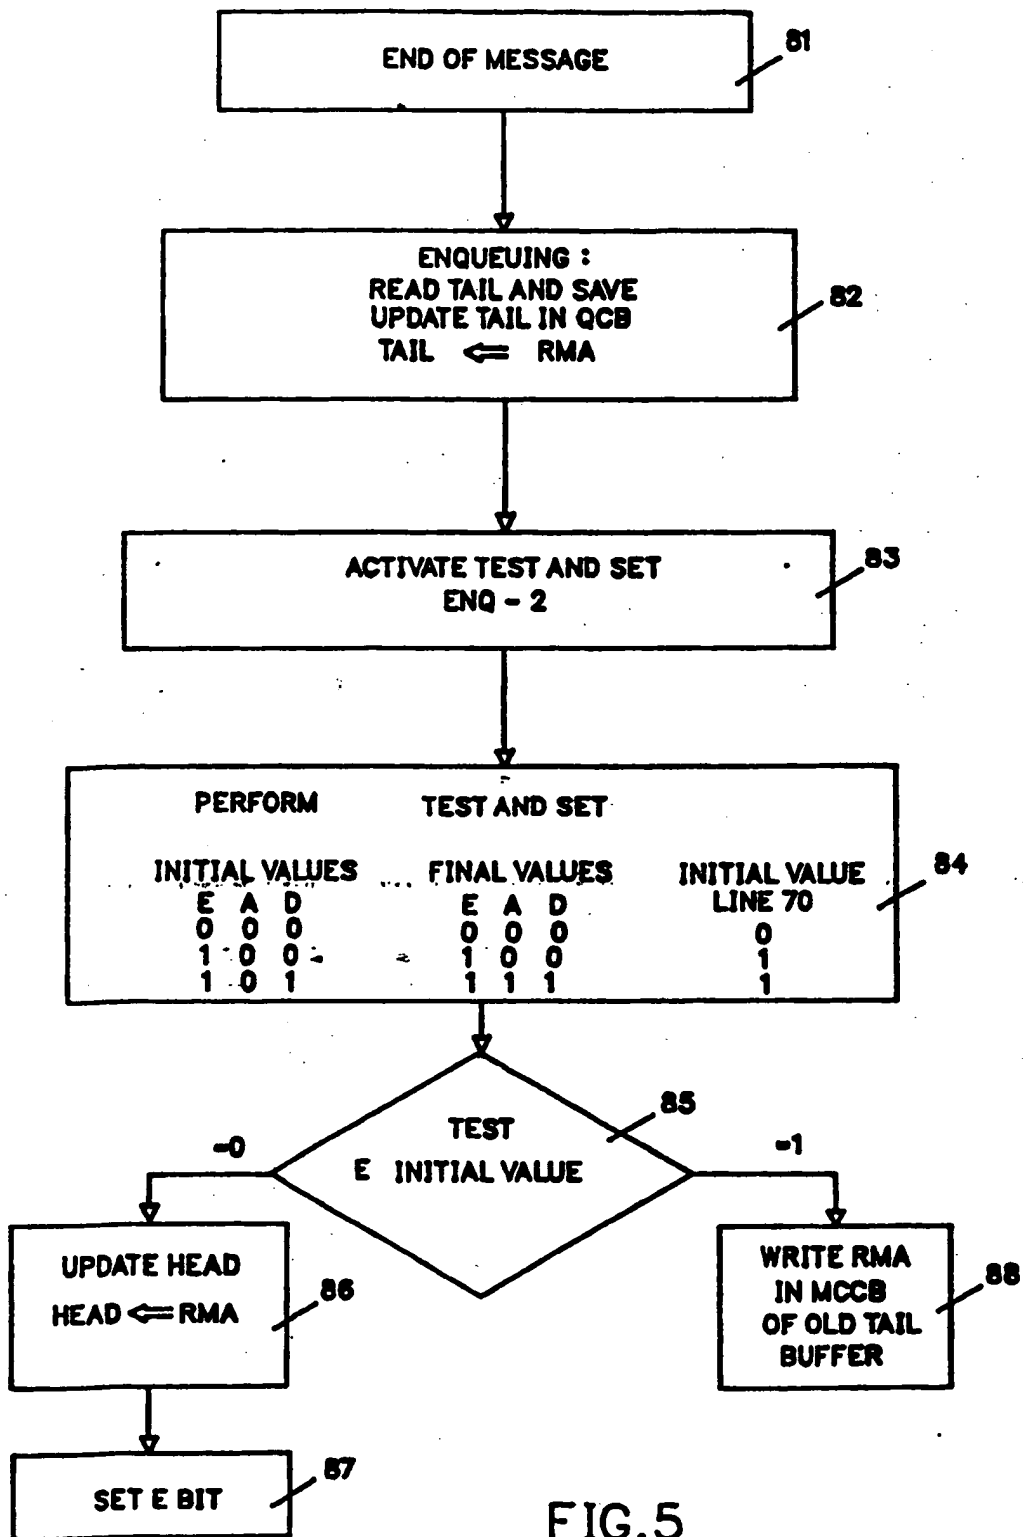 END OF MESSAGE
81
ENQUEUING :
READ TAIL AND SAVE
UPDATE TAIL IN QCB
TAIL ⇐ RMA
82
ACTIVATE TEST AND SET
ENQ - 2
83
PERFORM TEST AND SET
INITIAL VALUES FINAL VALUES INITIAL VALUE
LINE 70
E A D E A D
0 0 0 0 0 0 0
1 0 0 1 0 0 1
1 0 1 1 1 1 1
84
TEST
E INITIAL VALUE
85
=0
=1
UPDATE HEAD
HEAD ⇐ RMA
86
WRITE RMA
IN MCCB
OF OLD TAIL
BUFFER
88
SET E BIT
87
FIG.5